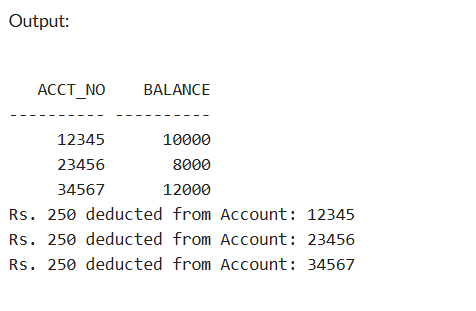 Output:
ACCT_NO BALANCE
---------- ----------
12345 10000
23456 8000
34567 12000
Rs. 250 deducted from Account: 12345
Rs. 250 deducted from Account: 23456
Rs. 250 deducted from Account: 34567